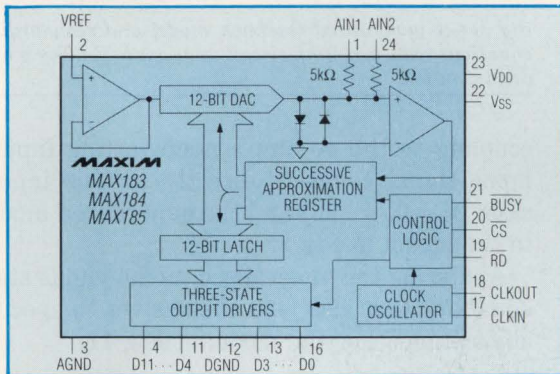 VREF
AIN1 AIN2
2
1
24
5kΩ
5kΩ
23
VDD
22
VSS
12-BIT DAC
MAXIM
MAX183
MAX184
MAX185
SUCCESSIVE
APPROXIMATION
REGISTER
CONTROL
LOGIC
21
BUSY
20
CS
19
RD
12-BIT LATCH
THREE-STATE
OUTPUT DRIVERS
CLOCK
OSCILLATOR
18
CLKOUT
17
CLKIN
3
AGND
4
11
12
13
16
D11···D4
DGND
D3···D0